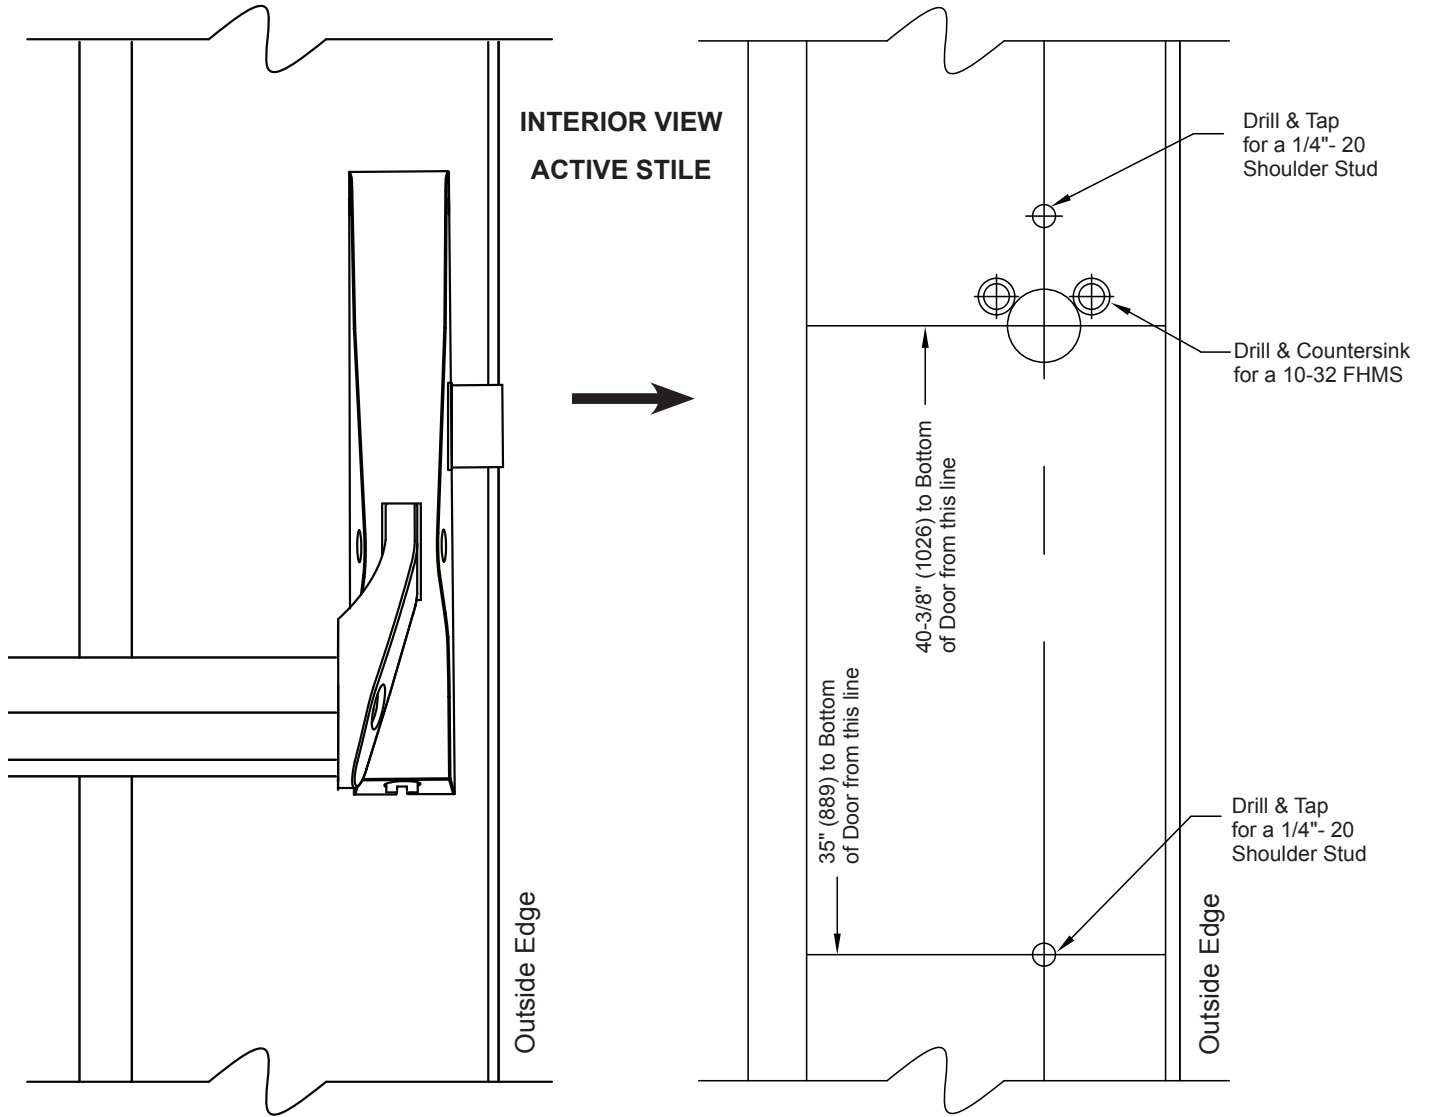 INTERIOR VIEW
ACTIVE STILE
Drill & Tap
for a 1/4"- 20
Shoulder Stud
Drill & Countersink
for a 10-32 FHMS
40-3/8" (1026) to Bottom
of Door from this line
35" (889) to Bottom
of Door from this line
Drill & Tap
for a 1/4"- 20
Shoulder Stud
Outside Edge
Outside Edge